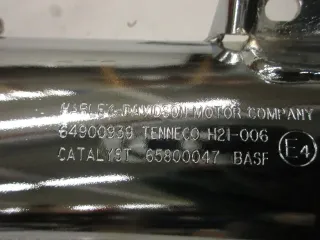 HARLEY-DAVIDSON MOTOR COMPANY
64900939 TENNECO H21-006
CATALYST 65800047 BASF
E4